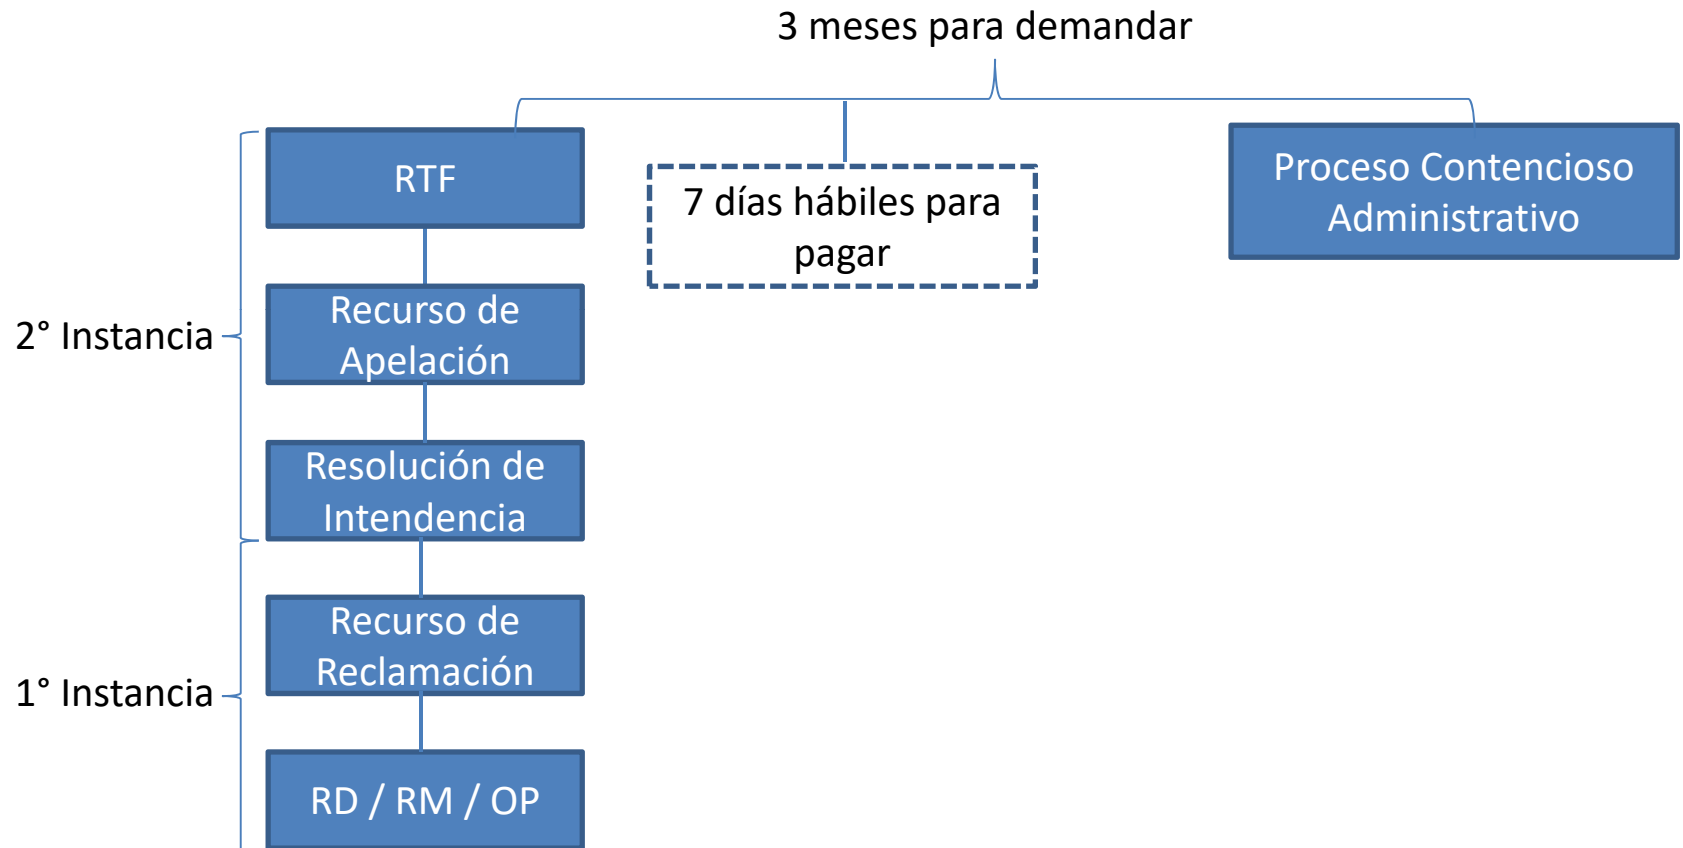 3 meses para demandar
RTF
7 días hábiles para
pagar
Proceso Contencioso
Administrativo
2° Instancia
Recurso de
Apelación
Resolución de
Intendencia
1° Instancia
Recurso de
Reclamación
RD / RM / OP